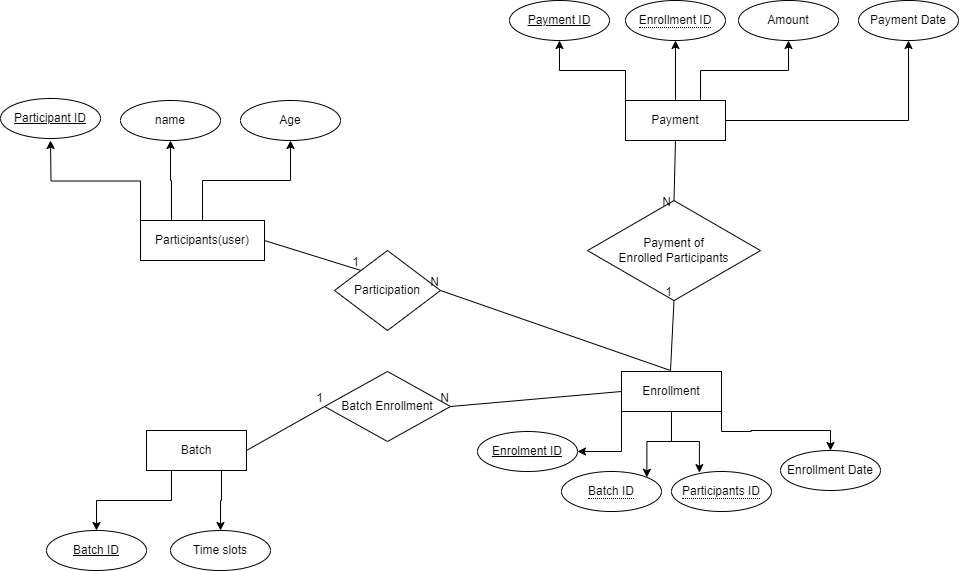 Payment ID
Enrollment ID
Amount
Payment Date
Participant ID
name
Age
Payment
Participants(user)
N
Payment of
Enrolled Participants
1
1
Participation
N
Enrollment
1
Batch Enrollment
N
Batch
Enrolment ID
Enrollment Date
Batch ID
Participants ID
Batch ID
Time slots